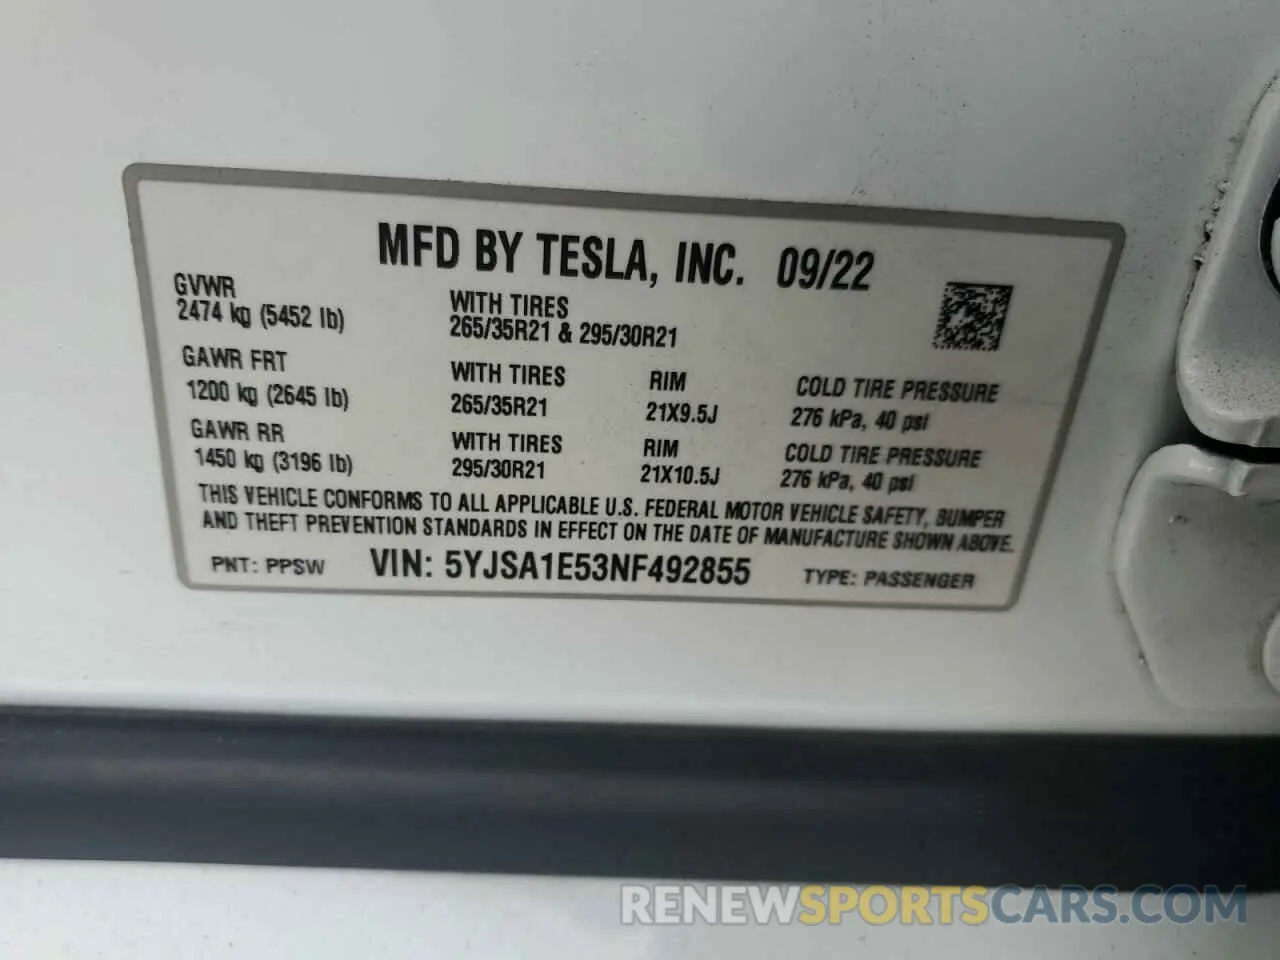 MFD BY TESLA, INC. 09/22
GVWR
2474 kg (5452 lb)
WITH TIRES
265/35R21 & 295/30R21
GAWR FRT
1200 kg (2645 lb)
WITH TIRES
265/35R21
RIM
21X9.5J
COLD TIRE PRESSURE
276 kPa, 40 psi
GAWR RR
1450 kg (3196 lb)
WITH TIRES
295/30R21
RIM
21X10.5J
COLD TIRE PRESSURE
276 kPa, 40 psi
THIS VEHICLE CONFORMS TO ALL APPLICABLE U.S. FEDERAL MOTOR VEHICLE SAFETY, BUMPER
AND THEFT PREVENTION STANDARDS IN EFFECT ON THE DATE OF MANUFACTURE SHOWN ABOVE.
PNT: PPSW VIN: 5YJSA1E53NF492855 TYPE: PASSENGER
RENEWSPORTSCARS.COM